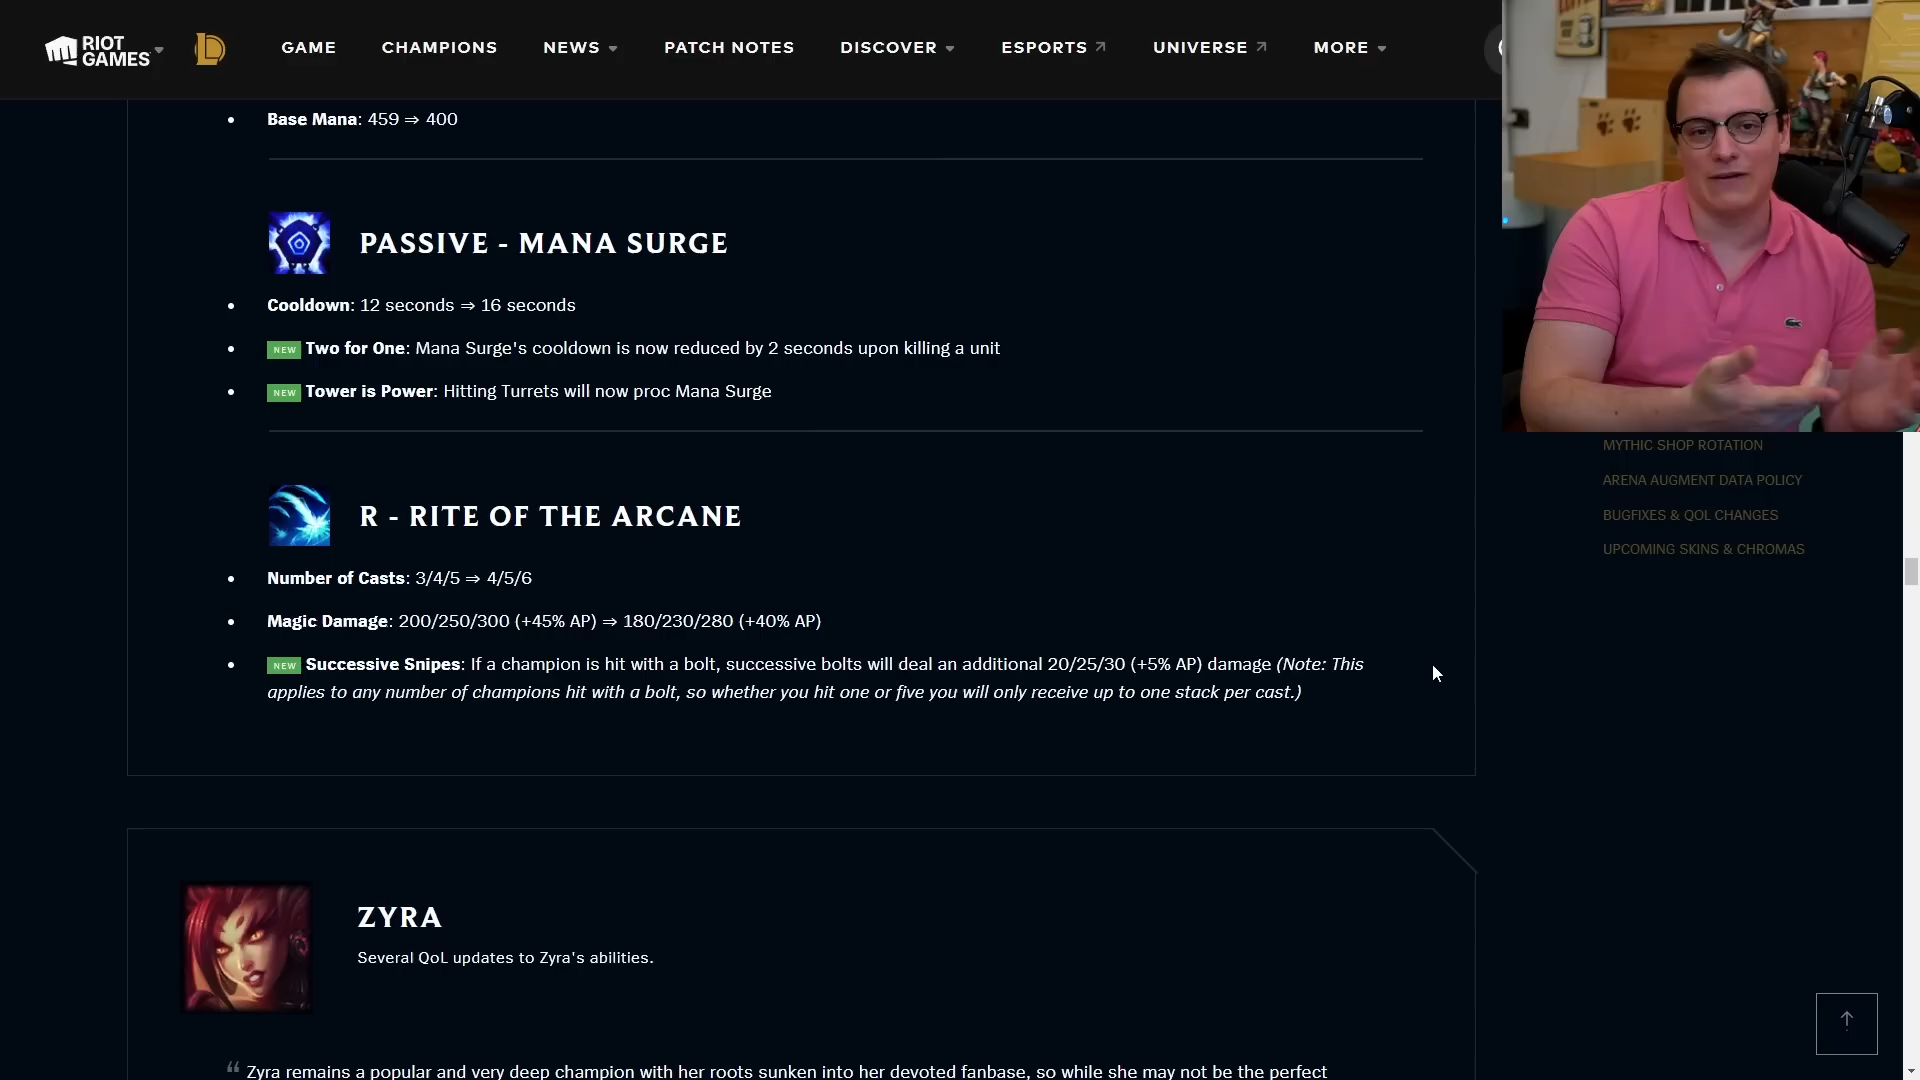 RIOT
GAMES
GAME
CHAMPIONS
NEWS
PATCH NOTES
DISCOVER
ESPORTS
UNIVERSE
MORE
Base Mana: 459 ⇒ 400
PASSIVE - MANA SURGE
Cooldown: 12 seconds ⇒ 16 seconds
NEW Two for One: Mana Surge's cooldown is now reduced by 2 seconds upon killing a unit
NEW Tower is Power: Hitting Turrets will now proc Mana Surge
R - RITE OF THE ARCANE
Number of Casts: 3/4/5 ⇒ 4/5/6
Magic Damage: 200/250/300 (+45% AP) ⇒ 180/230/280 (+40% AP)
NEW Successive Snipes: If a champion is hit with a bolt, successive bolts will deal an additional 20/25/30 (+5% AP) damage (Note: This
applies to any number of champions hit with a bolt, so whether you hit one or five you will only receive up to one stack per cast.)
MYTHIC SHOP ROTATION
ARENA AUGMENT DATA POLICY
BUGFIXES & QOL CHANGES
UPCOMING SKINS & CHROMAS
ZYRA
Several QoL updates to Zyra's abilities.
“ Zyra remains a popular and very deep champion with her roots sunken into her devoted fanbase, so while she may not be the perfect